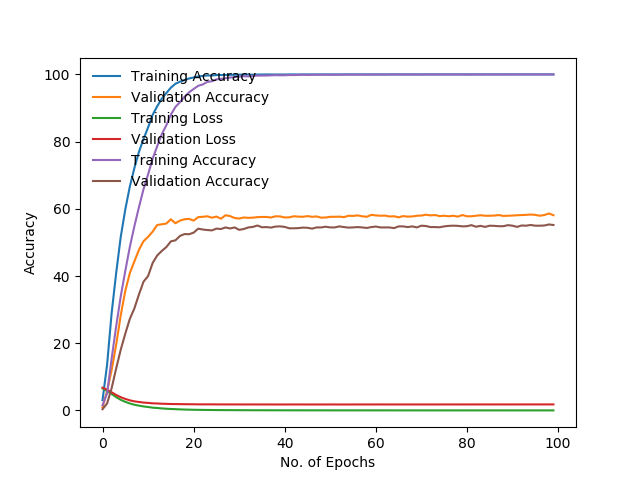 100
80
60
40
20
0
Accuracy
Training Accuracy
Validation Accuracy
Training Loss
Validation Loss
Training Accuracy
Validation Accuracy
0 20 40 60 80 100
No. of Epochs